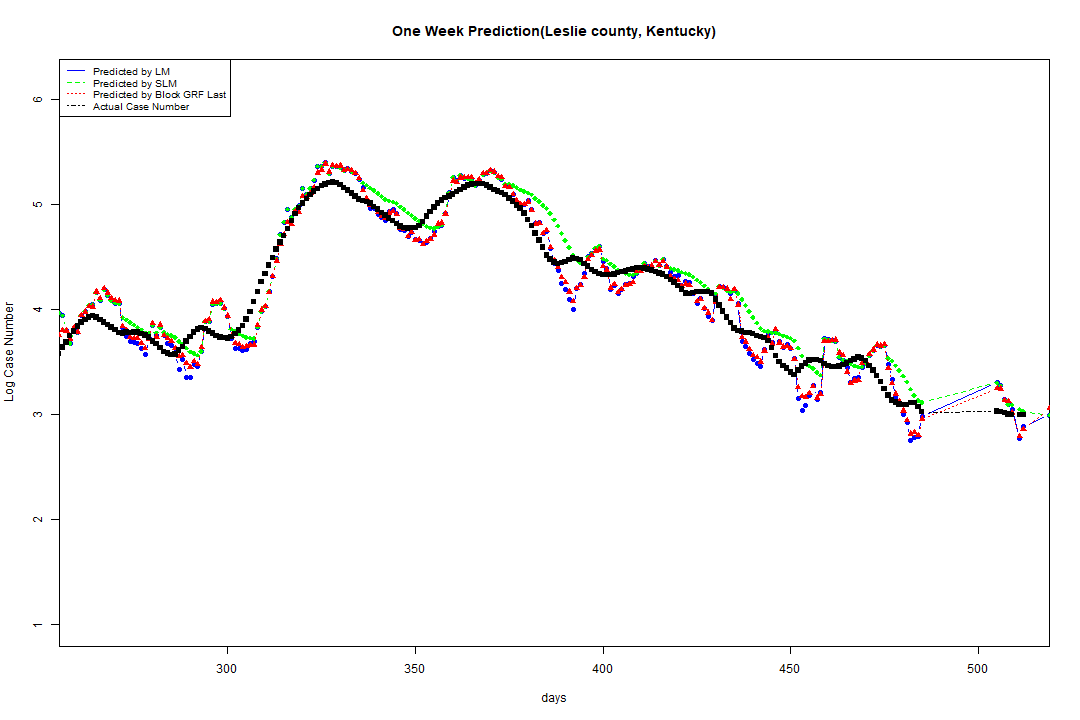 One Week Prediction(Leslie county, Kentucky)
Predicted by LM
Predicted by SLM
Predicted by Block GRF Last
Actual Case Number
Log Case Number
6
5
4
3
2
1
300 350 400 450 500
days